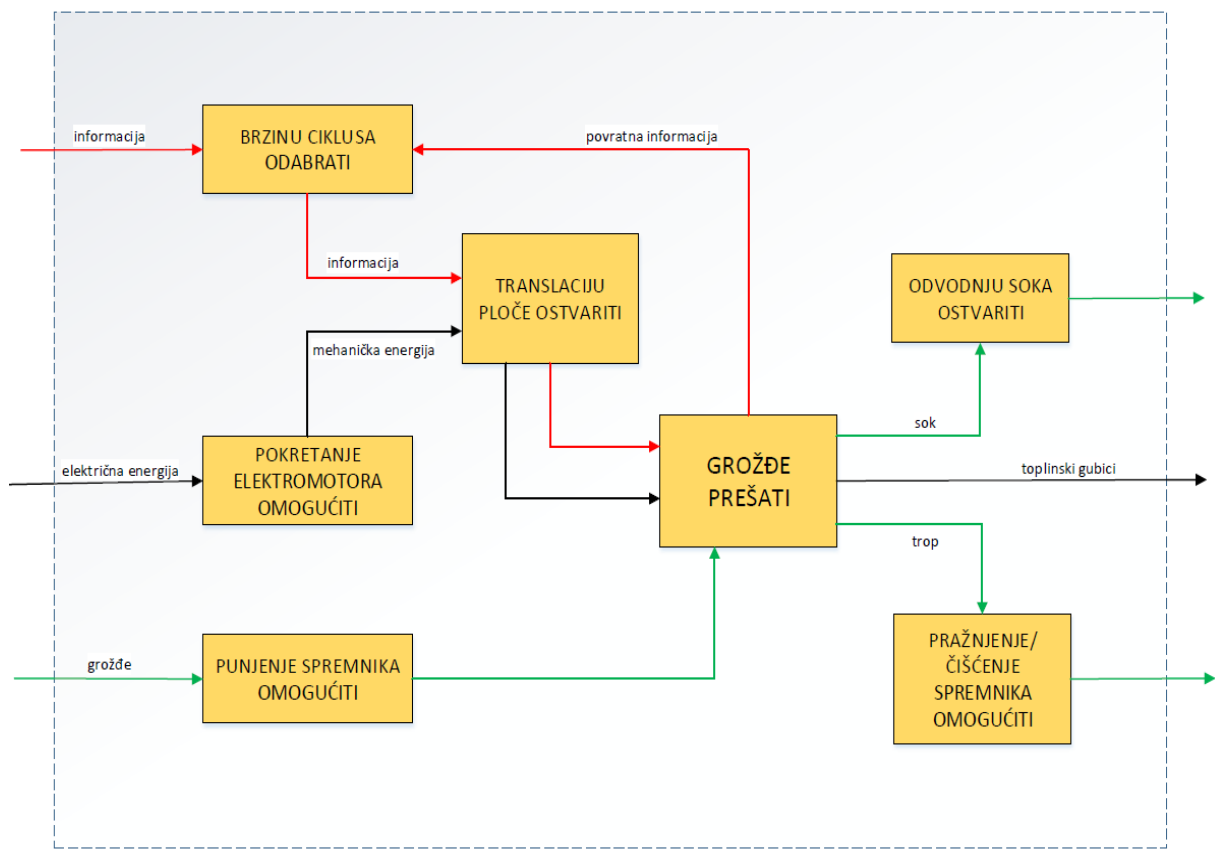 informacija
BRZINU CIKLUSA
ODABRATI
povratna informacija
informacija
TRANSLACIJU
PLOČE OSTVARITI
ODVODNJU SOKA
OSTVARITI
mehanička energija
električna energija
POKRETANJE
ELEKTROMOTORA
OMOGUĆITI
GROŽĐE
PREŠATI
sok
toplinski gubici
trop
grožđe
PUNJENJE SPREMNIKA
OMOGUĆITI
PRAŽNJENJE/
ČIŠĆENJE
SPREMNIKA
OMOGUĆITI